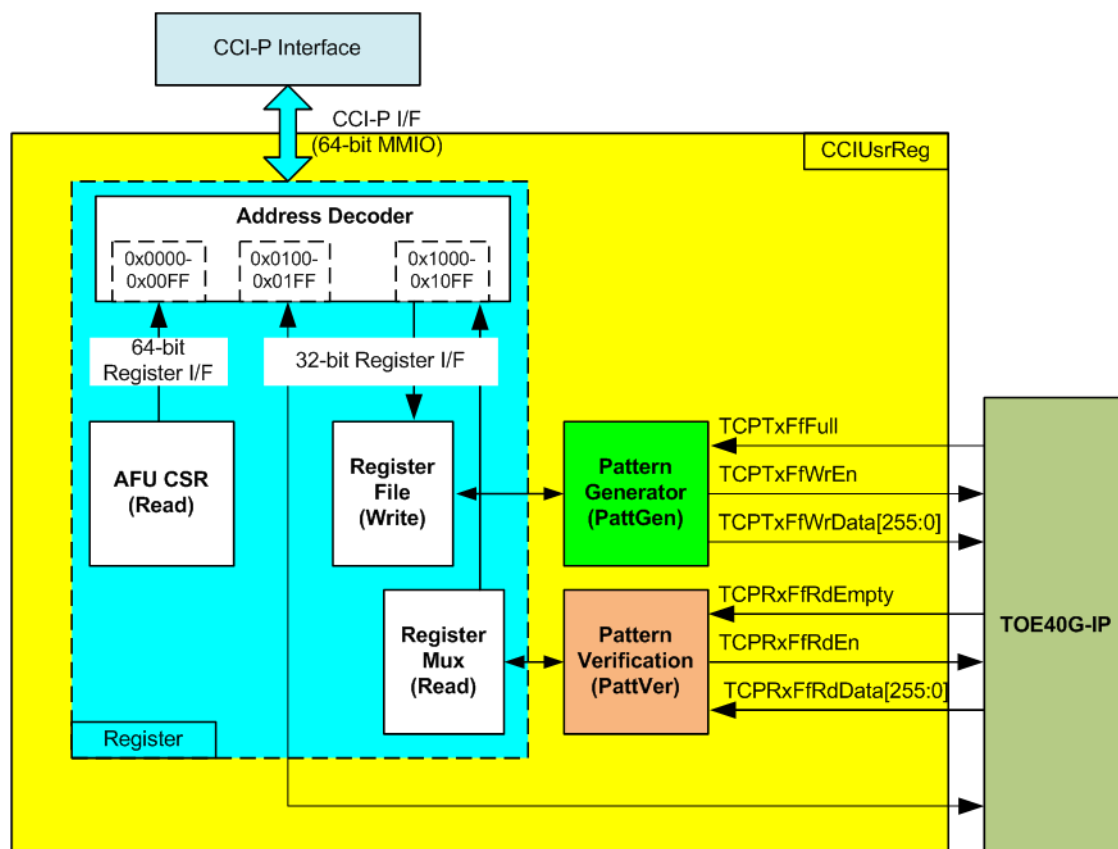 CCI-P Interface
CCI-P I/F
(64-bit MMIO)
CCIUsrReg
Address Decoder
0x0000-
0x00FF
0x0100-
0x01FF
0x1000-
0x10FF
64-bit
Register I/F
32-bit Register I/F
AFU CSR
(Read)
Register
File
(Write)
Pattern
Generator
(PattGen)
TCPTxFfFull
TCPTxFfWrEn
TCPTxFfWrData[255:0]
Register
Mux
(Read)
Pattern
Verification
(PattVer)
TCPRxFfRdEmpty
TCPRxFfRdEn
TCPRxFfRdData[255:0]
TOE40G-IP
Register